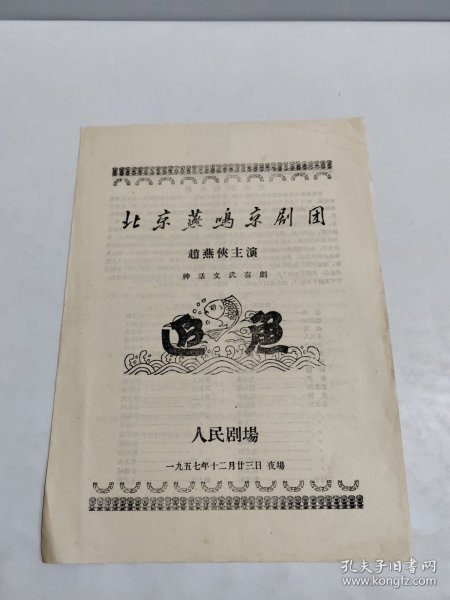 北京燕鳴京剧团
趙燕俠主演
神話文武喜劇
追魚
人民剧場
一九五七年十二月廿三日 夜場
孔夫子旧书网
www.kongfz.com